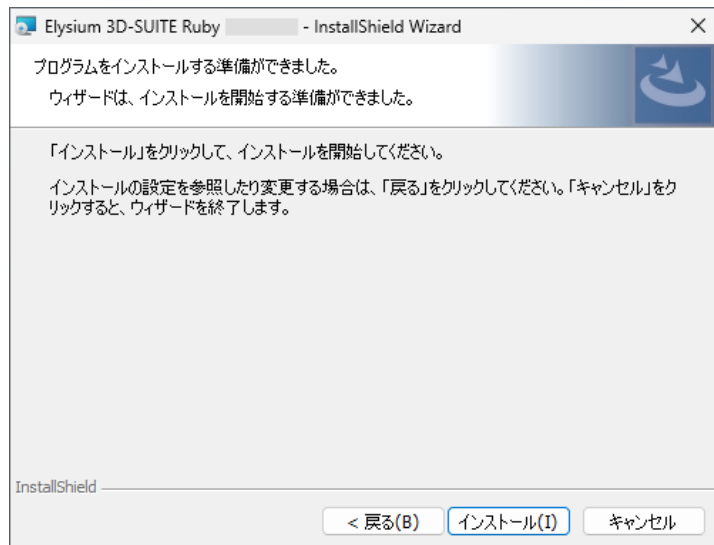 Elysium 3D-SUITE Ruby - InstallShield Wizard
プログラムをインストールする準備ができました。
ウィザードは、インストールを開始する準備ができました。
「インストール」をクリックして、インストールを開始してください。
インストールの設定を参照したり変更する場合は、「戻る」をクリックしてください。「キャンセル」をク
リックすると、ウィザードを終了します。
InstallShield
< 戻る(B) インストール(I) キャンセル